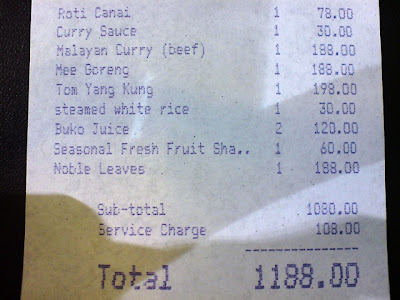 Roti Canai 1 78.00
Curry Sauce 1 30.00
Malayan Curry (beef) 1 188.00
Mee Goreng 1 188.00
Tom Yang Kung 1 198.00
steamed white rice 1 30.00
Buko Juice 2 120.00
Seasonal Fresh Fruit Sha.. 1 60.00
Noble Leaves 1 188.00
Sub-total 1080.00
Service Charge 108.00
--------------
Total 1188.00